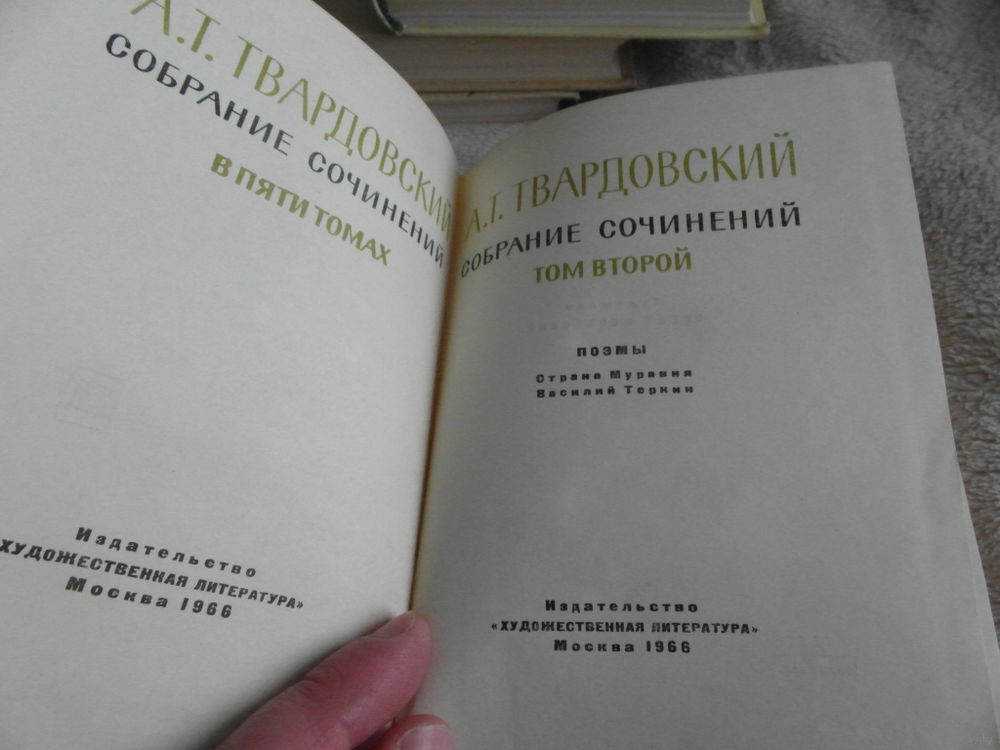 А.Т. ТВАРДОВСКИЙ
СОБРАНИЕ СОЧИНЕНИЙ
В ПЯТИ ТОМАХ
Издательство
ХУДОЖЕСТВЕННАЯ ЛИТЕРАТУРА»
Москва 1966
А.Т. ТВАРДОВСКИЙ
СОБРАНИЕ СОЧИНЕНИЙ
ТОМ ВТОРОЙ
ПОЭМЫ
Страна Муравия
Василий Теркин
Издательство
«ХУДОЖЕСТВЕННАЯ ЛИТЕРАТУРА»
Москва 1966